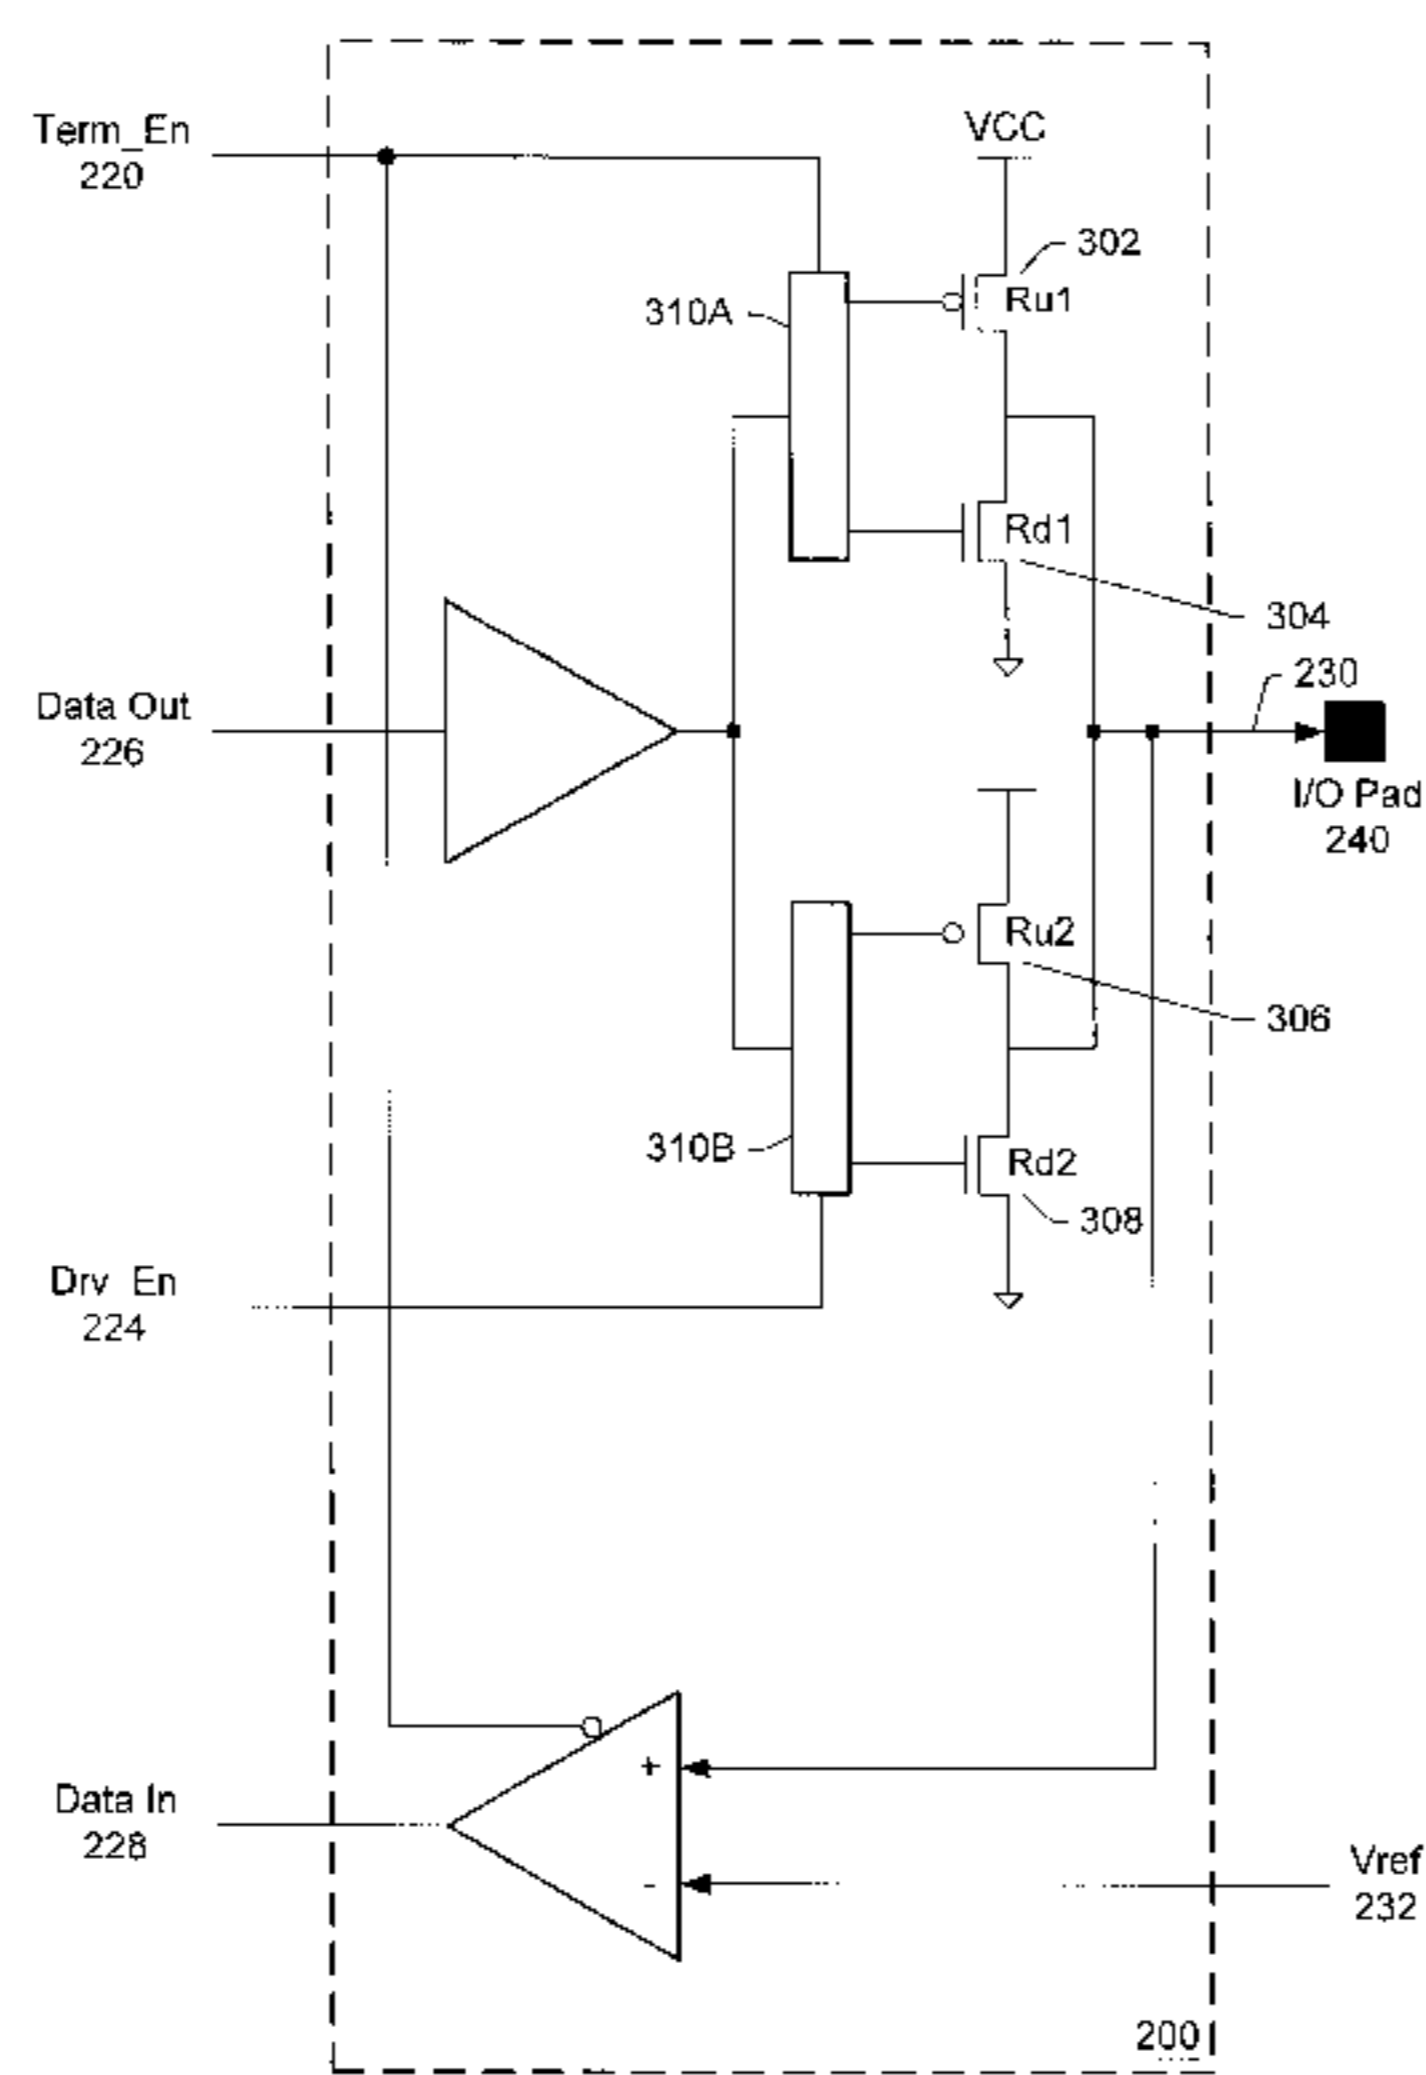 Term_En
220
VCC
302
Ru1
310A
Rd1
304
230
Data Out
226
I/O Pad
240
Ru2
306
310B
Rd2
308
Drv_En
224
+
Data In
228
-
Vref
232
200